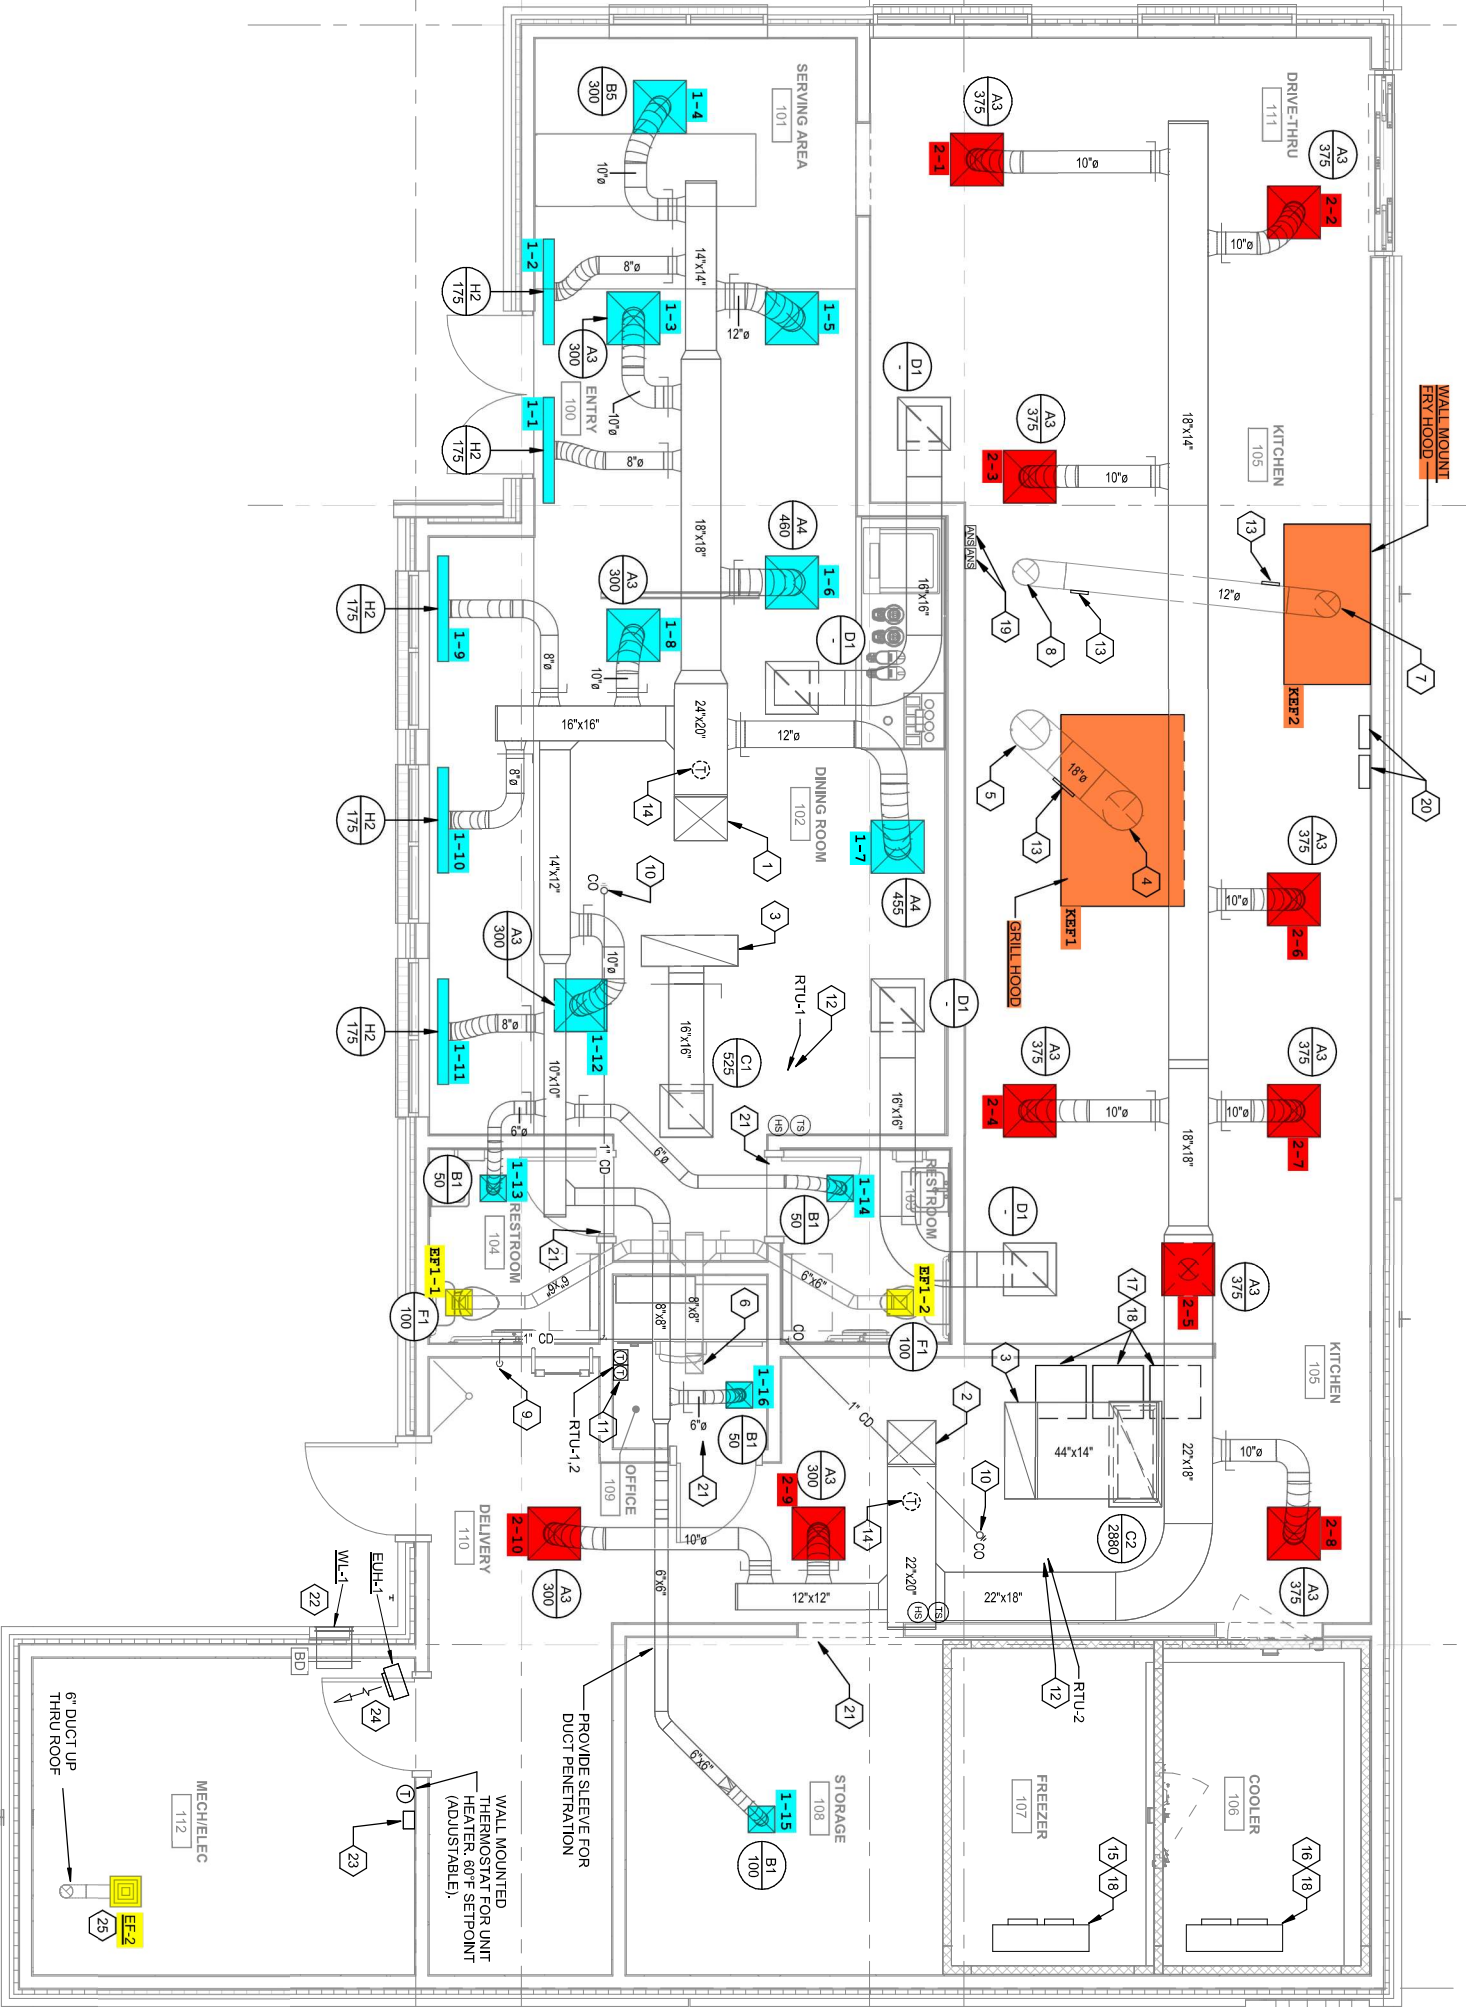 SERVING AREA
101
DRIVE-THRU
111
B5
300
1-4
10"ø
A3
375
2-1
10"ø
A3
375
2-2
10"ø
1-2
H2
175
8"ø
14"x14"
1-3
A3
300
10"ø
1-5
12"ø
ENTRY
100
1-1
H2
175
8"ø
D1
-
18"x14"
A3
375
2-3
10"ø
KITCHEN
105
WALL MOUNT
FRY HOOD
13
KEF2
7
12"ø
ANS
ANS
19
8
13
20
18"x18"
A4
460
1-6
A3
300
1-8
10"ø
H2
175
1-9
8"ø
16"x16"
D1
-
16"x16"
24"x20"
12"ø
14
1
T
DINING ROOM
102
1-7
A4
455
8"ø
H2
175
1-10
14"x12"
CO
10
3
5
18"ø
13
4
KEF1
GRILL HOOD
A3
375
2-6
10"ø
A3
300
10"ø
1-12
H2
175
1-11
8"ø
10"x10"
16"x16"
C1
525
RTU-1
12
D1
-
16"x16"
A3
375
2-4
10"ø
A3
375
2-7
10"ø
18"x18"
21
HS
TS
6"ø
6"ø
1" CD
B1
50
1-13
RESTROOM
104
21
1-14
B1
50
RESTROOM
103
D1
-
EF1-1
F1
100
6"x6"
8"x8"
8"x8"
6"x6"
EF1-2
F1
100
6
CO
1" CD
A3
375
2-5
17
18
3
KITCHEN
105
9
T
T
11
RTU-1,2
1-16
6"ø
B1
50
21
OFFICE
109
1" CD
2
44"x14"
22"x18"
10"ø
10
CO
A3
300
2-9
14
T
C2
2880
2-8
A3
375
DELIVERY
110
2-10
A3
300
10"ø
6"x6"
12"x12"
22"x20"
HS
TS
22"x18"
RTU-2
12
WL-1
22
EUH-1
T
BD
24
PROVIDE SLEEVE FOR
DUCT PENETRATION
21
6"x6"
1-15
B1
100
STORAGE
108
FREEZER
107
COOLER
106
15
18
16
18
6" DUCT UP
THRU ROOF
MECH/ELEC
112
T
23
WALL MOUNTED
THERMOSTAT FOR UNIT
HEATER, 60°F SETPOINT
(ADJUSTABLE).
EF-2
25